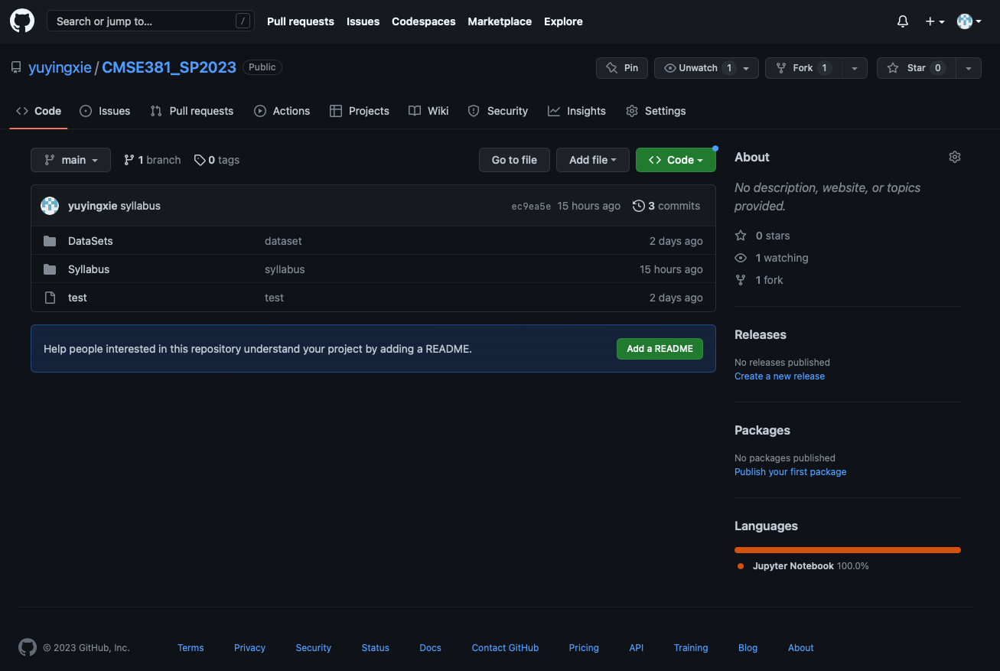 Search or jump to... / Pull requests Issues Codespaces Marketplace Explore
yuyingxie / CMSE381_SP2023 Public Pin Unwatch 1 Fork 1 Star 0
Code Issues Pull requests Actions Projects Wiki Security Insights Settings
main 1 branch 0 tags Go to file Add file Code
yuyingxie syllabus ec9ea5e 15 hours ago 3 commits
DataSets dataset 2 days ago
Syllabus syllabus 15 hours ago
test test 2 days ago
Help people interested in this repository understand your project by adding a README. Add a README
About
No description, website, or topics
provided.
0 stars
1 watching
1 fork
Releases
No releases published
Create a new release
Packages
No packages published
Publish your first package
Languages
Jupyter Notebook 100.0%
© 2023 GitHub, Inc. Terms Privacy Security Status Docs Contact GitHub Pricing API Training Blog About